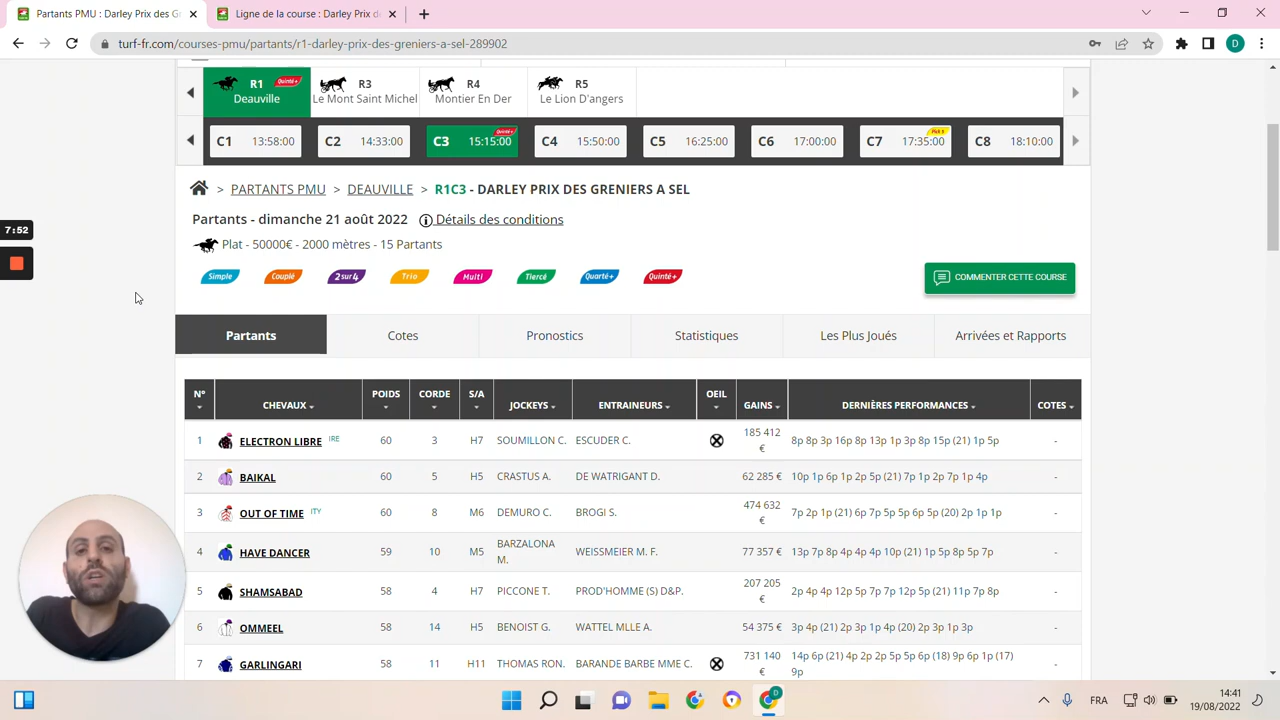 Partants PMU : Darley Prix des Gr
Ligne de la course : Darley Prix de
turf-fr.com/courses-pmu/partants/r1-darley-prix-des-greniers-a-sel-289902
D
R1 Quinté+ R3 R4 R5
Deauville Le Mont Saint Michel Montier En Der Le Lion D'angers
C1 13:58:00 C2 14:33:00 C3 15:15:00 Quinté+ C4 15:50:00 C5 16:25:00 C6 17:00:00 C7 17:35:00 Pick 5 C8 18:10:00
> PARTANTS PMU > DEAUVILLE > R1C3 - DARLEY PRIX DES GRENIERS A SEL
7:52
Partants - dimanche 21 août 2022 Détails des conditions
Plat - 50000€ - 2000 mètres - 15 Partants
Simple Couplé 2 sur 4 Trio Multi Tiercé Quarté+ Quinté+
COMMENTER CETTE COURSE
Partants Cotes Pronostics Statistiques Les Plus Joués Arrivées et Rapports
N° CHEVAUX POIDS CORDE S/A JOCKEYS ENTRAINEURS OEIL GAINS DERNIÈRES PERFORMANCES COTES
1 ELECTRON LIBRE IRE 60 3 H7 SOUMILLON C. ESCUDER C. 185 412 € 8p 8p 3p 16p 8p 13p 1p 3p 8p 15p (21) 1p 5p -
2 BAIKAL 60 5 H5 CRASTUS A. DE WATRIGANT D. 62 285 € 10p 1p 6p 1p 2p 5p (21) 7p 1p 2p 7p 1p 4p -
3 OUT OF TIME ITY 60 8 M6 DEMURO C. BROGI S. 474 632 € 7p 2p 1p (21) 6p 7p 5p 5p 6p 5p (20) 2p 1p 1p -
4 HAVE DANCER 59 10 M5 BARZALONA M. WEISSMEIER M. F. 77 357 € 13p 7p 8p 4p 4p 4p 10p (21) 1p 5p 8p 5p 7p -
5 SHAMSABAD 58 4 H7 PICCONE T. PROD'HOMME (S) D&P. 207 205 € 2p 4p 4p 12p 5p 7p 7p 12p 5p (21) 11p 7p 8p -
6 OMMEEL 58 14 H5 BENOIST G. WATTEL MLLE A. 54 375 € 3p 4p (21) 2p 3p 1p 4p (20) 2p 3p 1p 3p -
7 GARLINGARI 58 11 H11 THOMAS RON. BARANDE BARBE MME C. 731 140 € 14p 6p (21) 4p 2p 2p 5p 5p 6p (18) 9p 6p 1p (17) 9p -
D
FRA
14:41
19/08/2022